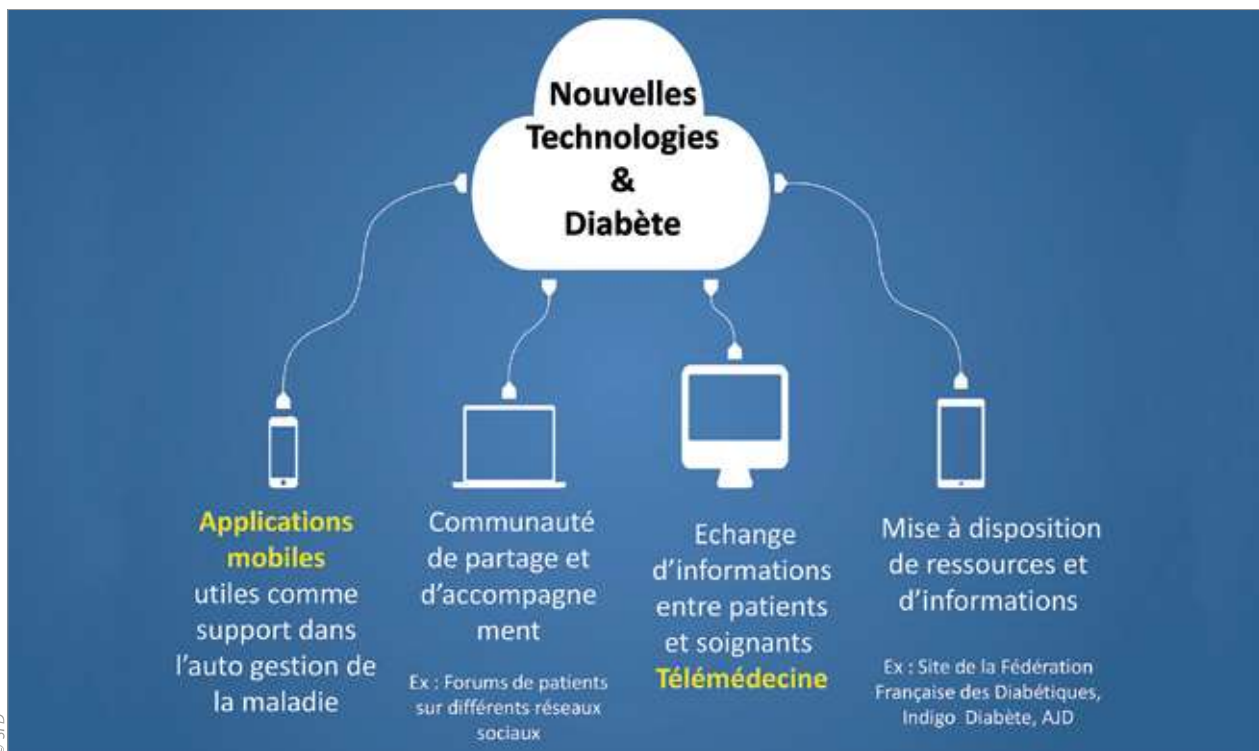 Nouvelles
Technologies
&
Diabète
Applications
mobiles
utiles comme
support dans
l'auto gestion de
la maladie
Communauté
de partage et
d'accompagne
ment
Ex : Forums de patients
sur différents réseaux
sociaux
Echange
d'informations
entre patients
et soignants
Télémédecine
Mise à disposition
de ressources et
d'informations
Ex : Site de la Fédération
Française des Diabétiques,
Indigo Diabète, AJD